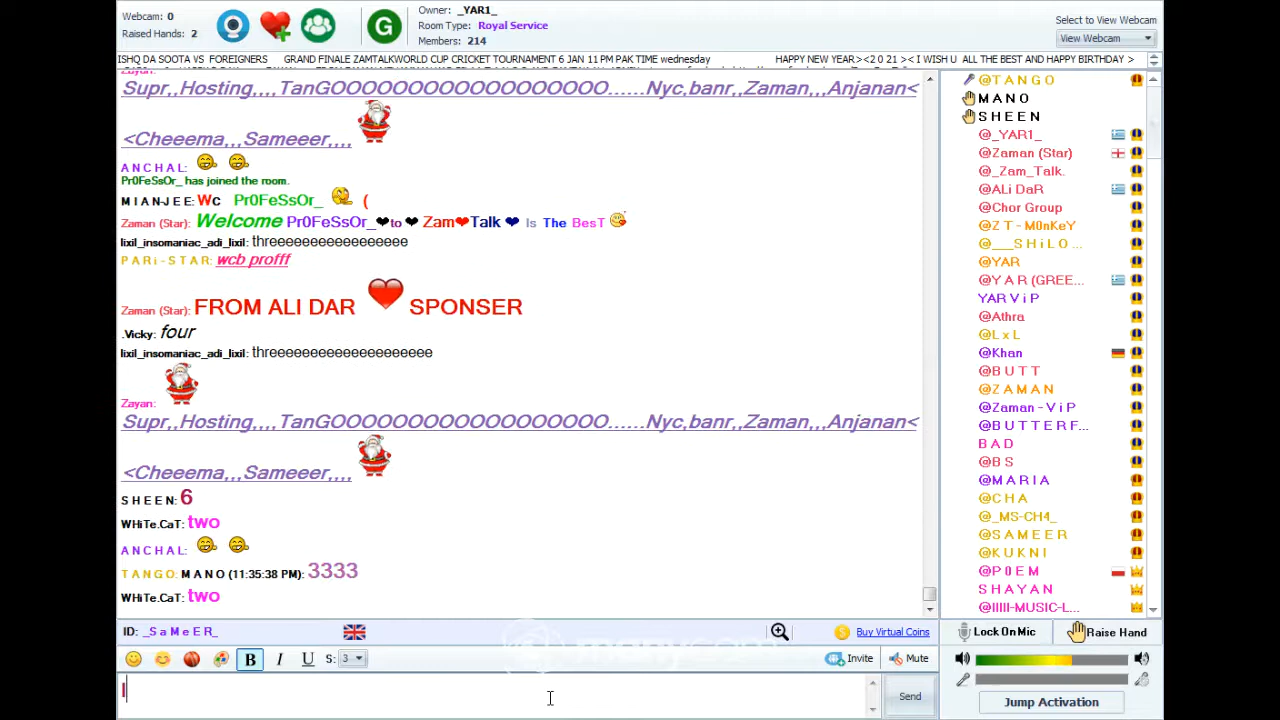 Webcam: 0
Raised Hands: 2
Owner: _YAR1_
Room Type: Royal Service
Members: 214
Select to View Webcam
View Webcam
ISHQ DA SOOTA VS FOREIGNERS GRAND FINALE ZAMTALKWORLD CUP CRICKET TOURNAMENT 6 JAN 11 PM PAK TIME wednesday HAPPY NEW YEAR><2 0 21 >< I WISH U ALL THE BEST AND HAPPY BIRTHDAY >
Zayan:
Supr,,Hosting,,,,TanGOOOOOOOOOOOOOOOOO......Nyc,banr,,Zaman,,,Anjanan<
<Cheeema,,,Sameeer,,,,
A N C H A L:
Pr0FeSsOr_ has joined the room.
M I A N-J-E E: WC Pr0FeSsOr_ (
Zaman (Star): Welcome Pr0FeSsOr_❤to ❤ Zam❤Talk ❤ Is The BesT
lixil_insomaniac_adi_lixil: threeeeeeeeeeeeeeeee
P A R i - S T A R: wcb profff
Zaman (Star): FROM ALI DAR SPONSER
.Vicky: four
lixil_insomaniac_adi_lixil: threeeeeeeeeeeeeeeeeeee
Zayan:
Supr,,Hosting,,,,TanGOOOOOOOOOOOOOOOOO......Nyc,banr,,Zaman,,,Anjanan<
<Cheeema,,,Sameeer,,,,
S H E E N: 6
WHiTe.CaT: two
A N C H A L:
T A N G O: M A N O (11:35:38 PM): 3333
WHiTe.CaT: two
@T A N G O
M A N O
S H E E N
@_YAR1_
@Zaman (Star)
@_Zam_Talk.
@ALi DaR
@Chor Group
@Z T - M0nKeY
@___S H i L O ...
@YAR
@Y A R (GREE...
YAR V i P
@Athra
@L x L
@Khan
@B U T T
@Z A M A N
@Zaman - V i P
@B U T T E R F...
B A D
@B S
@M A R I A
@C H A
@_MS-CH4_
@S A M E E R
@K U K N I
@P 0 E M
S H A Y A N
@IIIII-MUSIC-L...
ID: _S a M e E R_
Buy Virtual Coins
Lock On Mic
Raise Hand
B I U S: 3
Invite
Mute
Send
Jump Activation